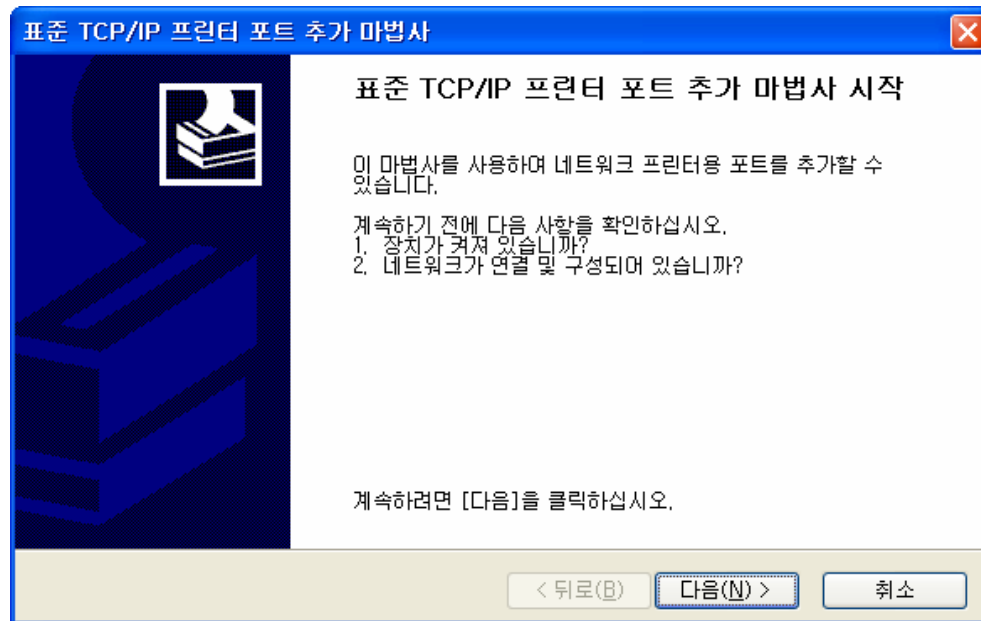 표준 TCP/IP 프린터 포트 추가 마법사
표준 TCP/IP 프린터 포트 추가 마법사 시작
이 마법사를 사용하여 네트워크 프린터용 포트를 추가할 수
있습니다.
계속하기 전에 다음 사항을 확인하십시오.
1. 장치가 켜져 있습니까?
2. 네트워크가 연결 및 구성되어 있습니까?
계속하려면 [다음]을 클릭하십시오.
< 뒤로(B) 다음(N) > 취소